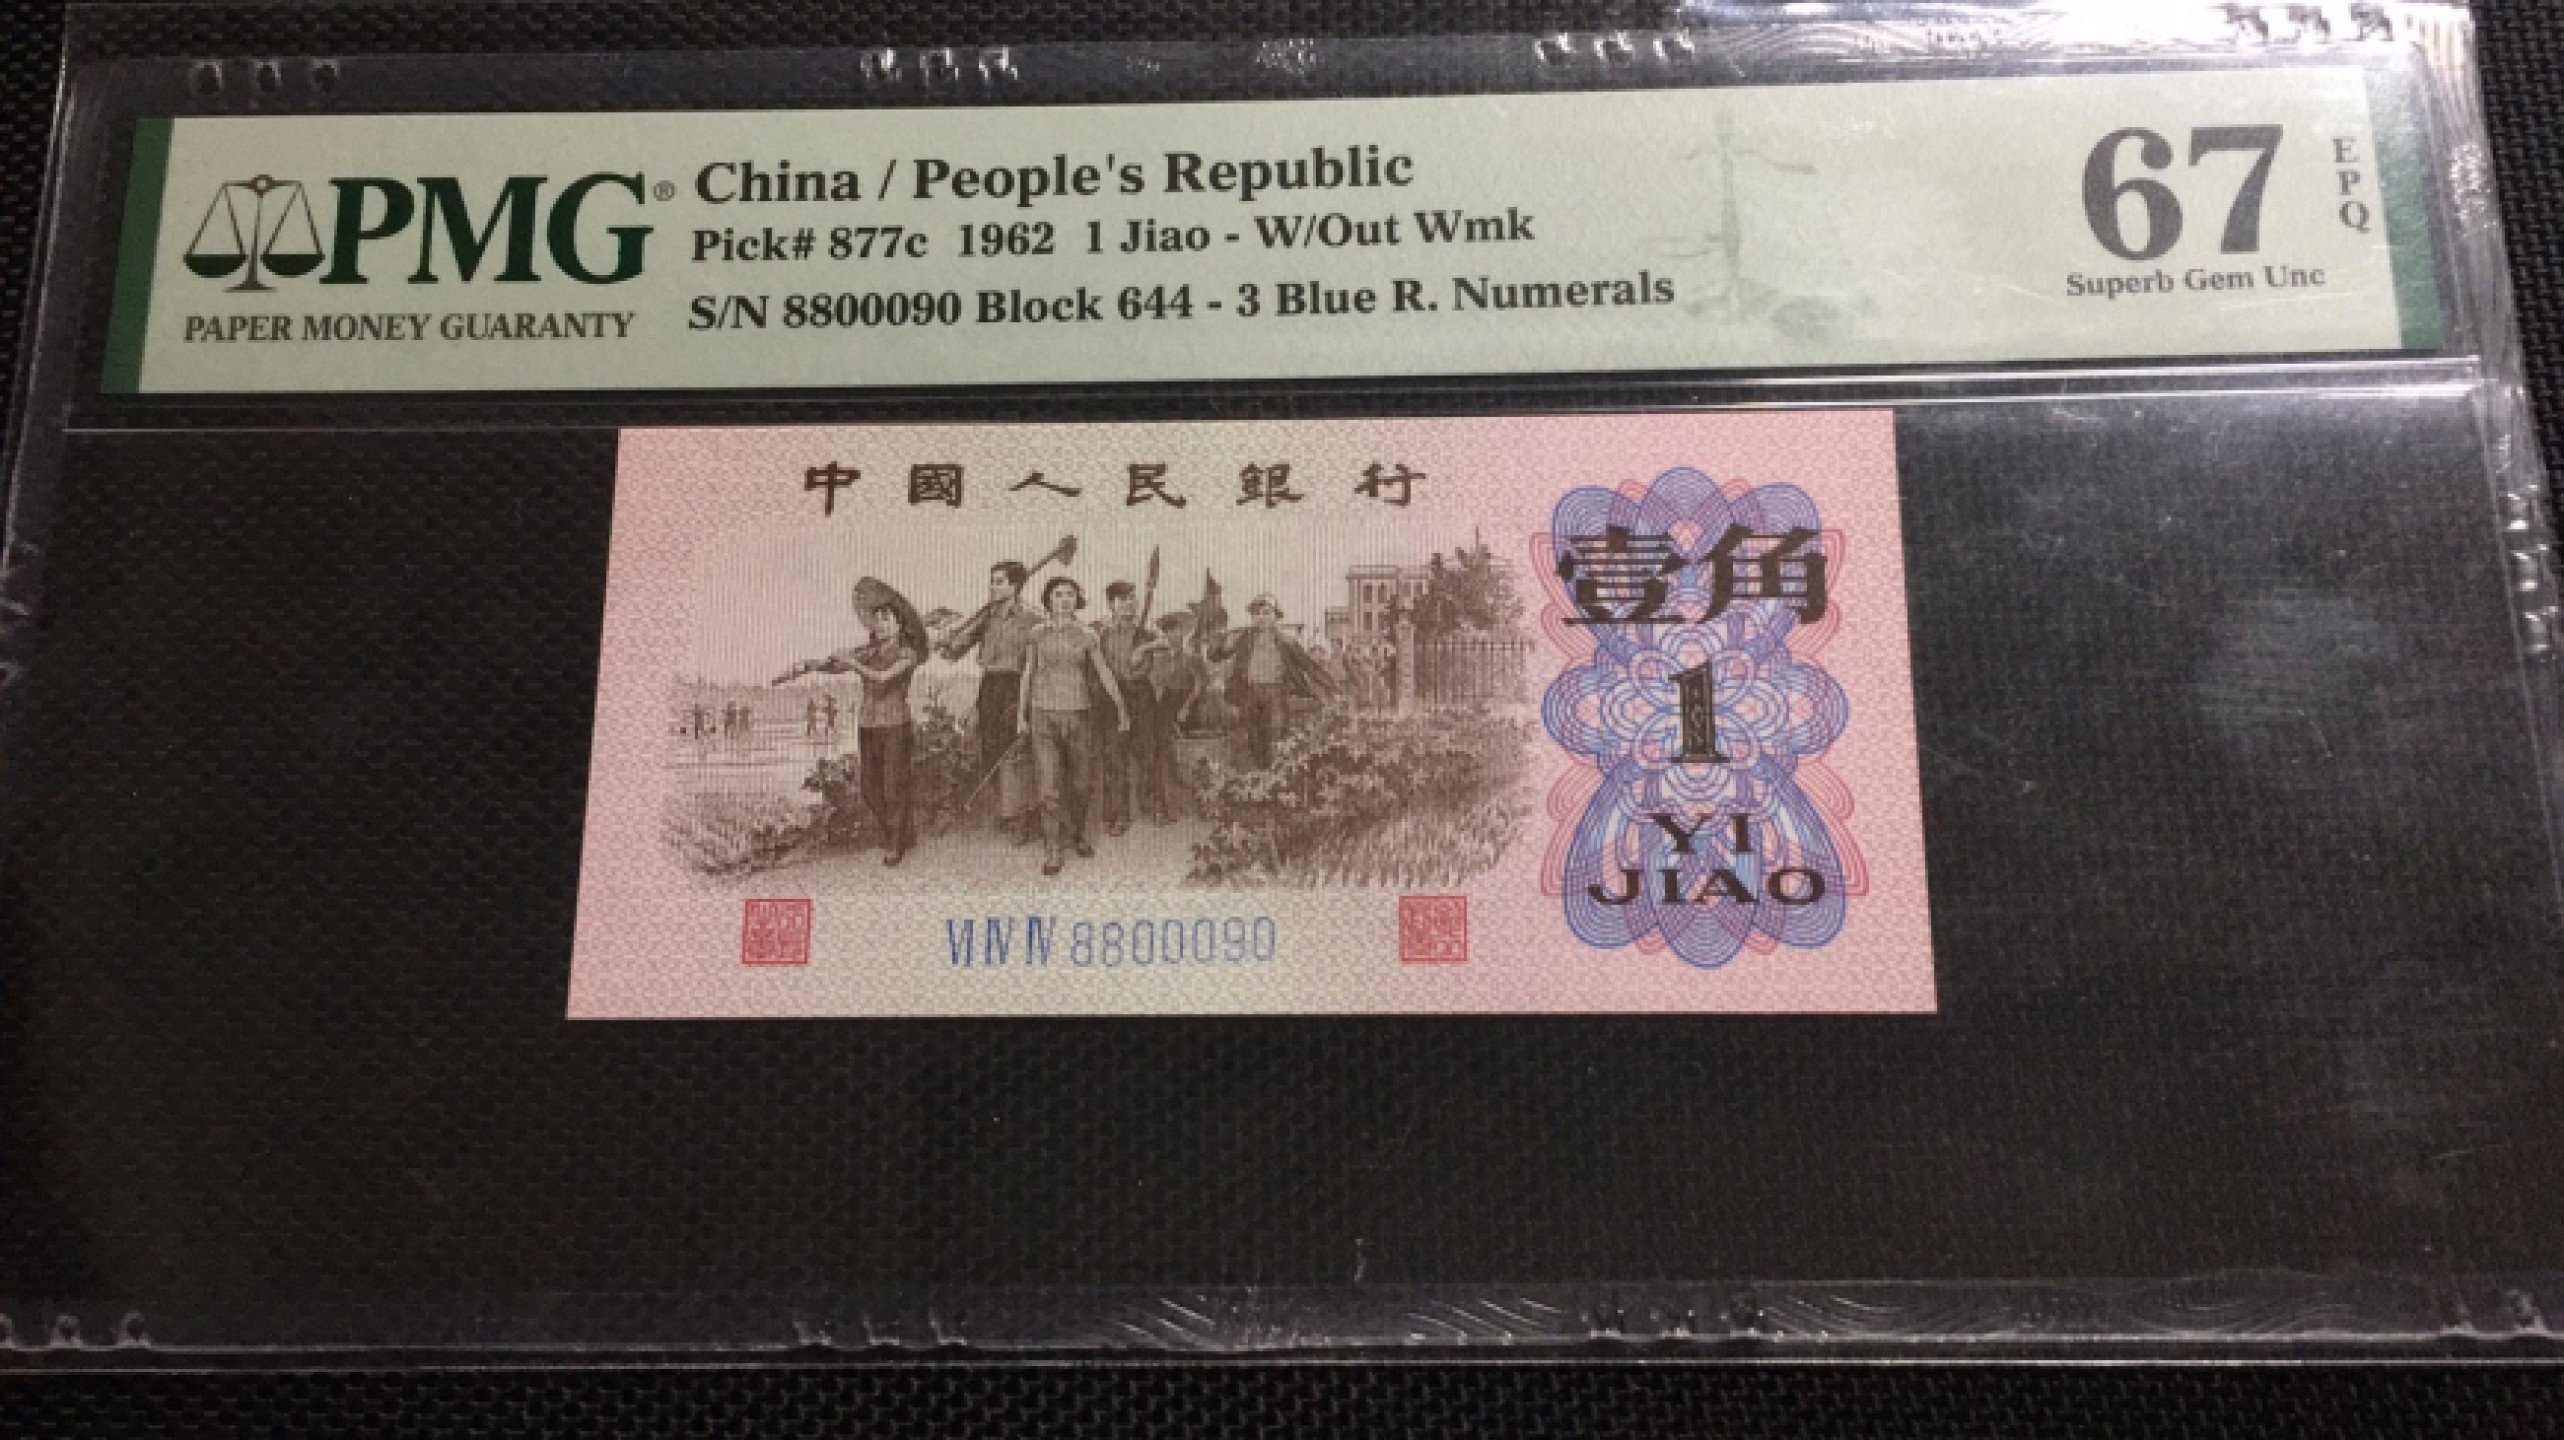 PMG®
PAPER MONEY GUARANTY
China / People's Republic
Pick# 877c 1962 1 Jiao - W/Out Wmk
S/N 8800090 Block 644 - 3 Blue R. Numerals
67
EPQ
Superb Gem Unc
中國人民銀行
壹角
1
YI
JIAO
VI IV IV 8800090